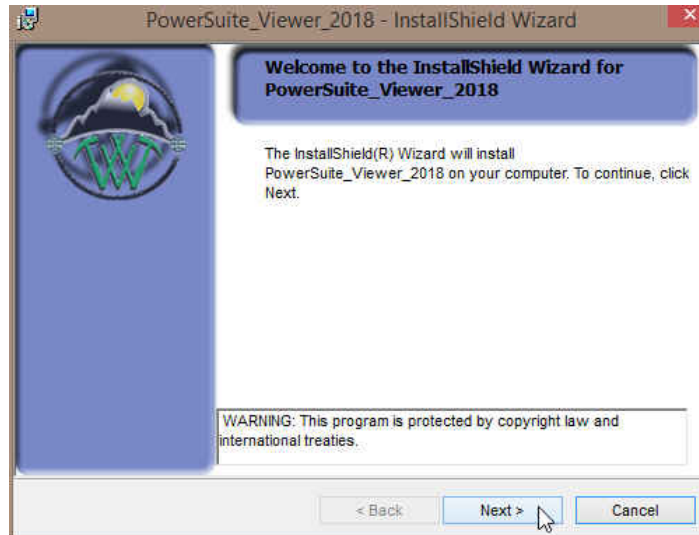 PowerSuite_Viewer_2018 - InstallShield Wizard
Welcome to the InstallShield Wizard for
PowerSuite_Viewer_2018
The InstallShield(R) Wizard will install
PowerSuite_Viewer_2018 on your computer. To continue, click
Next.
WARNING: This program is protected by copyright law and
international treaties.
< Back
Next >
Cancel